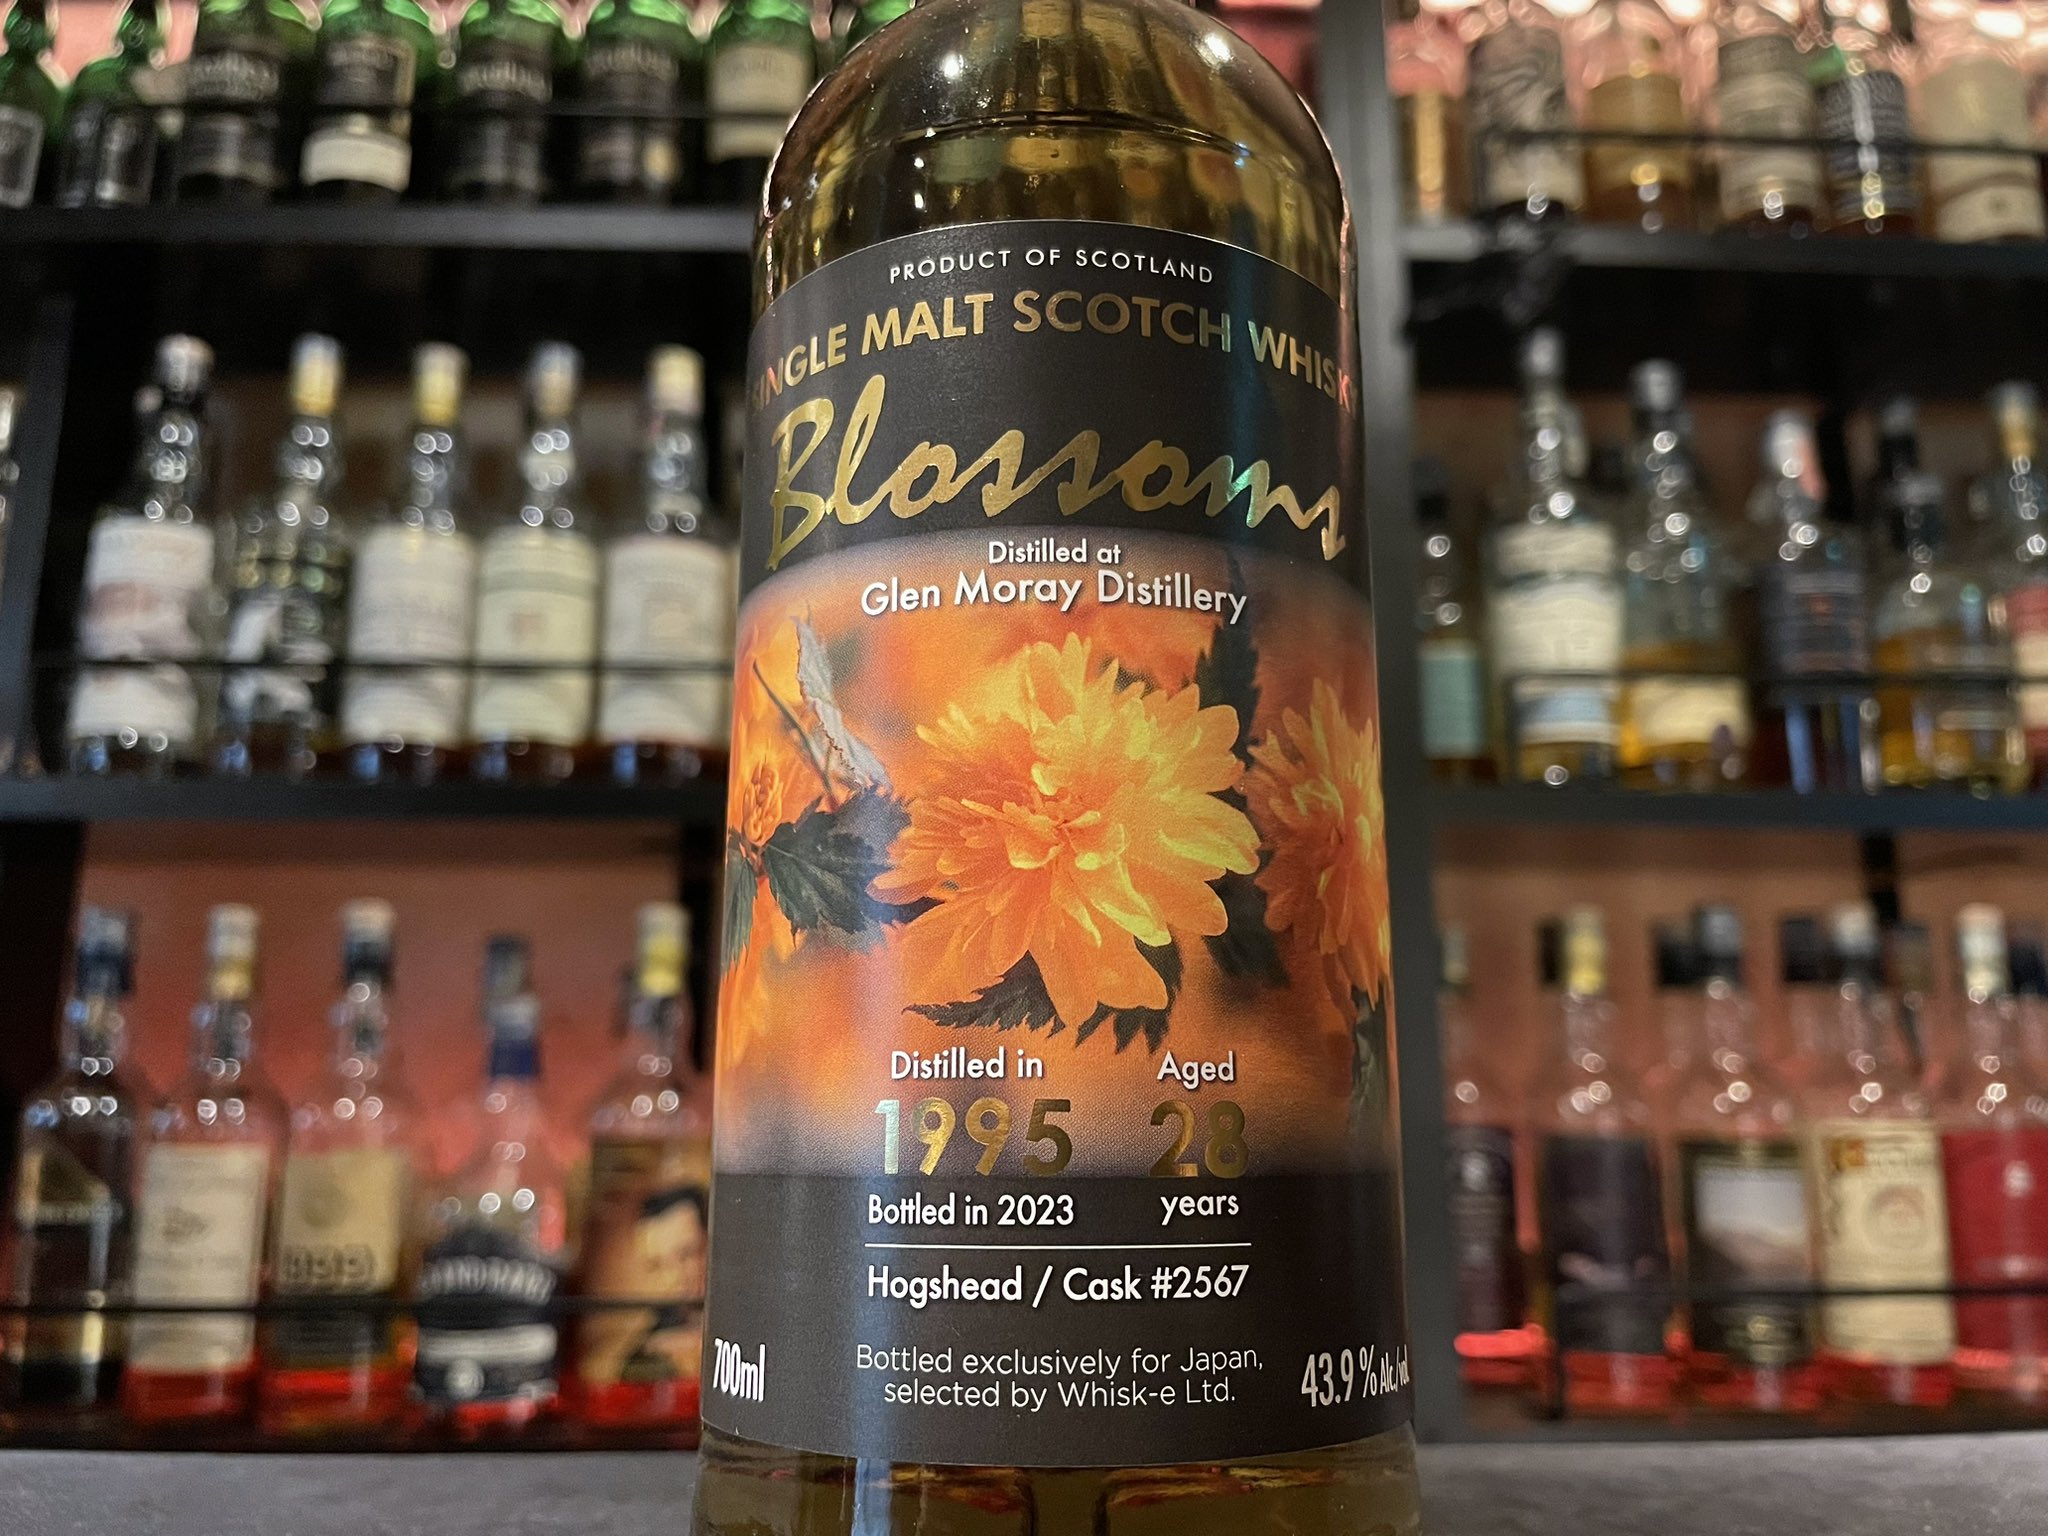 PRODUCT OF SCOTLAND
SINGLE MALT SCOTCH WHISKY
Blossoms
Distilled at
Glen Moray Distillery
Distilled in Aged
1995 28
Bottled in 2023 years
Hogshead / Cask #2567
Bottled exclusively for Japan,
selected by Whisk-e Ltd.
700ml
43.9 % Alc./vol